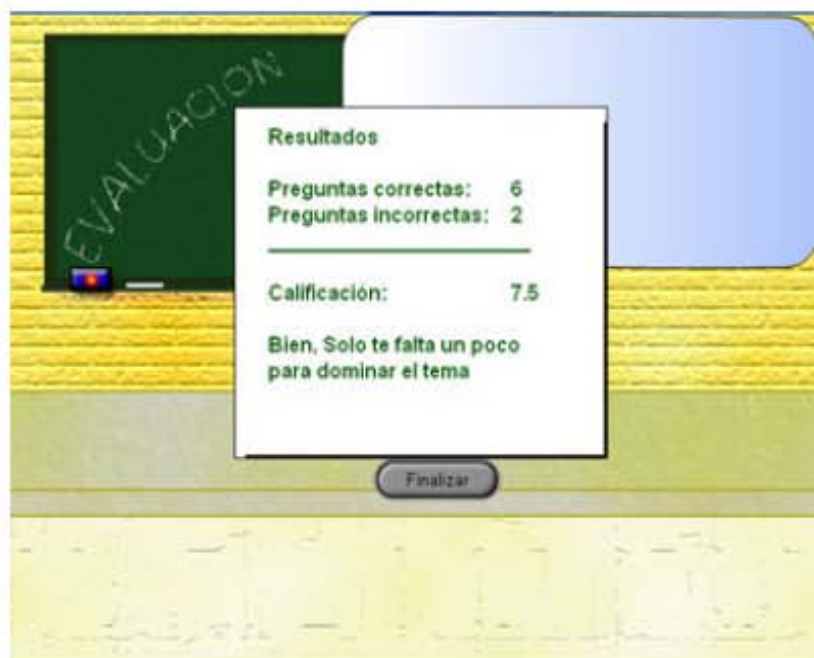 EVALUACION
Resultados
Preguntas correctas: 6
Preguntas incorrectas: 2
Calificación: 7.5
Bien, Solo te falta un poco
para dominar el tema
Finalizar